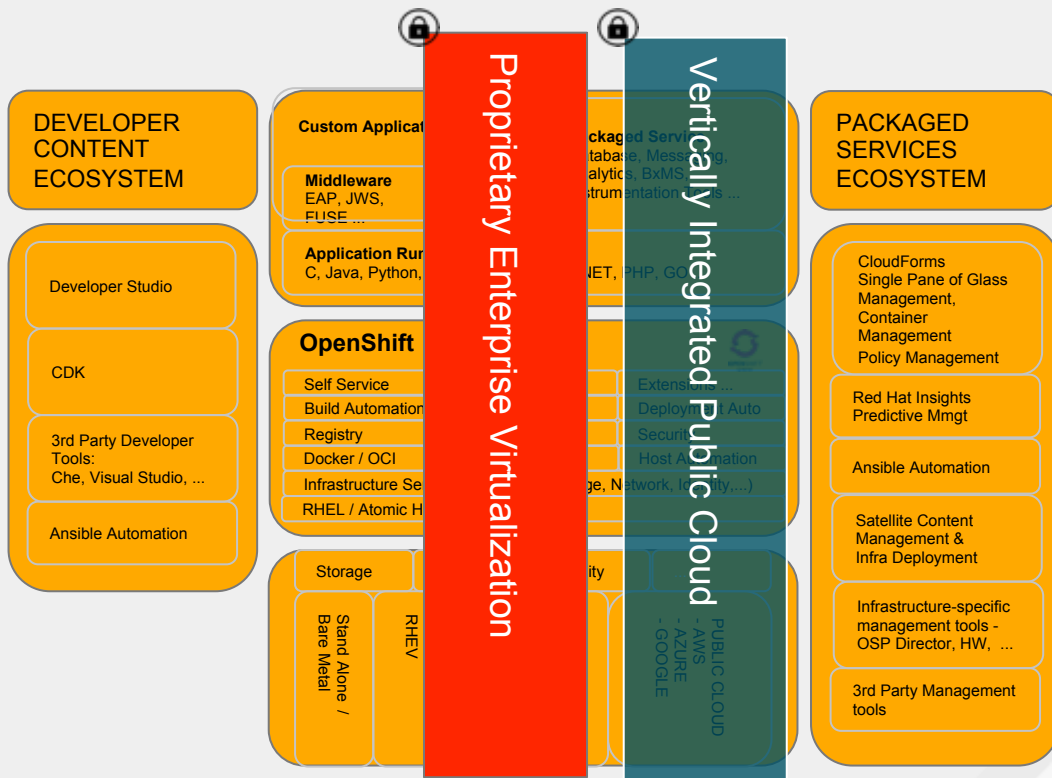 Proprietary Enterprise Virtualization
Vertically Integrated Public Cloud
DEVELOPER
CONTENT
ECOSYSTEM
Developer Studio
CDK
3rd Party Developer
Tools:
Che, Visual Studio, ...
Ansible Automation
Custom Applicat
Middleware
EAP, JWS,
FUSE ...
ckaged Servi
atabase, Messaging,
alytics, BxMS,
strumentation Tools ...
Application Run
C, Java, Python,
NET, PHP, GO
OpenShift
Self Service
Extensions ...
Build Automation
Deployment Auto
Registry
Security
Docker / OCI
Host Automation
Infrastructure Se
ge, Network, Identity,...)
RHEL / Atomic H
Storage
ity
Stand Alone /
Bare Metal
RHEV
PUBLIC CLOUD
- AWS
- AZURE
- GOOGLE
PACKAGED
SERVICES
ECOSYSTEM
CloudForms
Single Pane of Glass
Management,
Container
Management
Policy Management
Red Hat Insights
Predictive Mmgt
Ansible Automation
Satellite Content
Management &
Infra Deployment
Infrastructure-specific
management tools -
OSP Director, HW, ...
3rd Party Management
tools